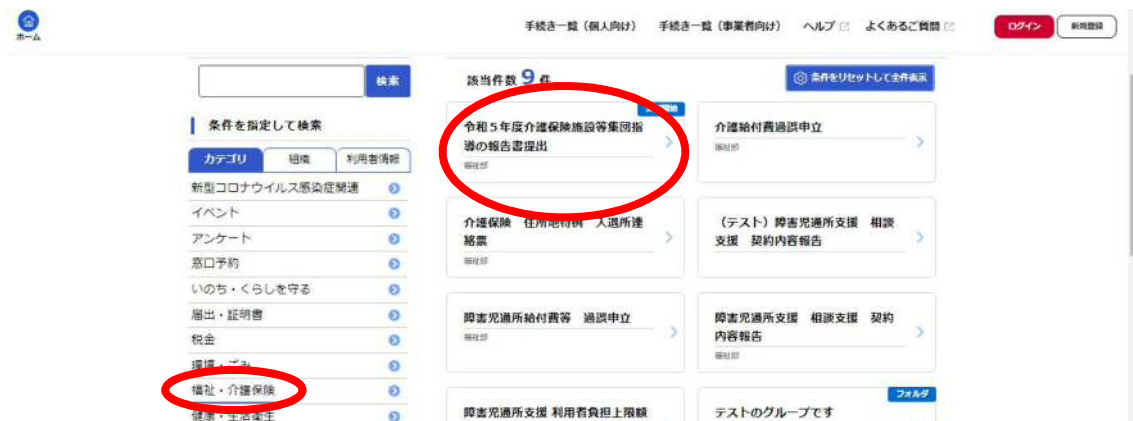 ホーム
手続き一覧（個人向け） 手続き一覧（事業者向け） ヘルプ よくあるご質問 ログイン 新規登録
検索
条件を指定して検索
カテゴリ 組織 利用者情報
新型コロナウイルス感染症関連
イベント
アンケート
窓口予約
いのち・くらしを守る
届出・証明書
税金
環境・ごみ
福祉・介護保険
健康・生活衛生
該当件数 9 件
条件をリセットして全件表示
令和５年度介護保険施設等集団指
導の報告書提出
福祉部
介護給付費過誤申立
福祉部
介護保険 住所地特例 入退所連
絡票
福祉部
（テスト）障害児通所支援 相談
支援 契約内容報告
障害児通所給付費等 過誤申立
福祉部
障害児通所支援 相談支援 契約
内容報告
福祉部
障害児通所支援 利用者負担上限額
フォルダ
テストのグループです